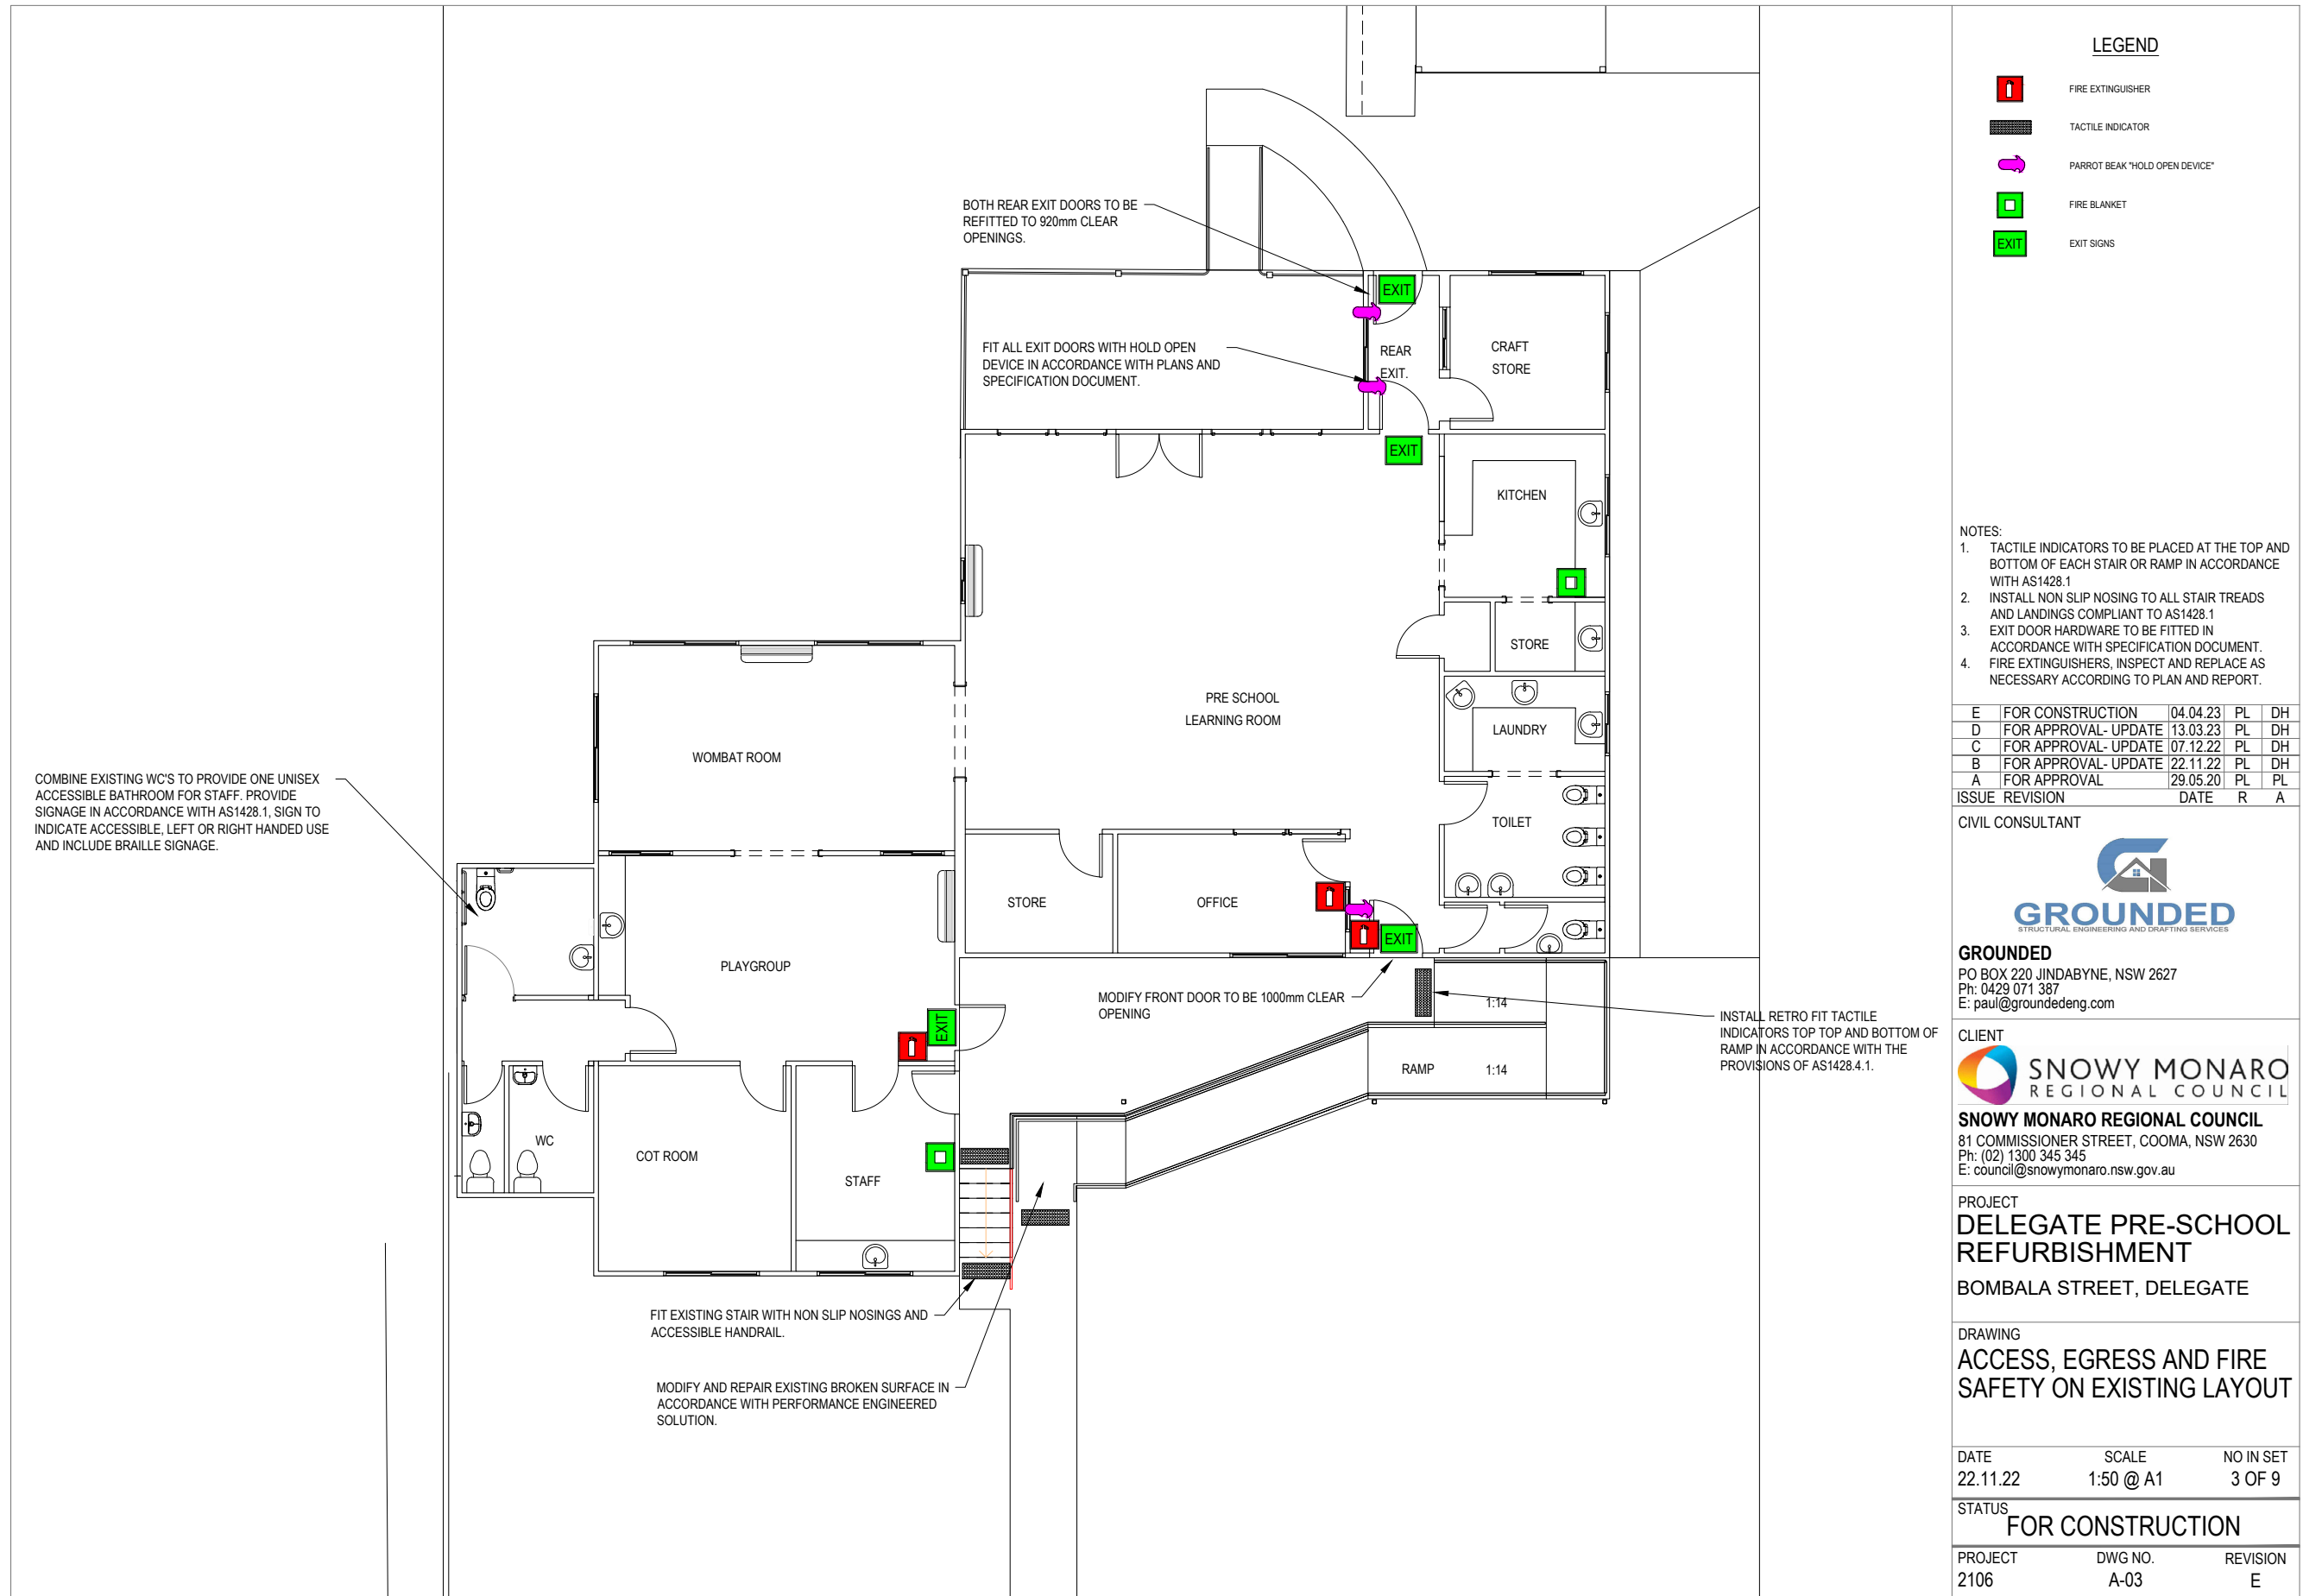 BOTH REAR EXIT DOORS TO BE
REFITTED TO 920mm CLEAR
OPENINGS.
EXIT
FIT ALL EXIT DOORS WITH HOLD OPEN
DEVICE IN ACCORDANCE WITH PLANS AND
SPECIFICATION DOCUMENT.
REAR
EXIT.
CRAFT
STORE
EXIT
KITCHEN
STORE
PRE SCHOOL
LEARNING ROOM
LAUNDRY
WOMBAT ROOM
COMBINE EXISTING WC'S TO PROVIDE ONE UNISEX
ACCESSIBLE BATHROOM FOR STAFF. PROVIDE
SIGNAGE IN ACCORDANCE WITH AS1428.1, SIGN TO
INDICATE ACCESSIBLE, LEFT OR RIGHT HANDED USE
AND INCLUDE BRAILLE SIGNAGE.
TOILET
STORE
OFFICE
EXIT
PLAYGROUP
MODIFY FRONT DOOR TO BE 1000mm CLEAR
OPENING
1:14
EXIT
INSTALL RETRO FIT TACTILE
INDICATORS TOP TOP AND BOTTOM OF
RAMP IN ACCORDANCE WITH THE
PROVISIONS OF AS1428.4.1.
RAMP
1:14
WC
COT ROOM
STAFF
FIT EXISTING STAIR WITH NON SLIP NOSINGS AND
ACCESSIBLE HANDRAIL.
MODIFY AND REPAIR EXISTING BROKEN SURFACE IN
ACCORDANCE WITH PERFORMANCE ENGINEERED
SOLUTION.
LEGEND
FIRE EXTINGUISHER
TACTILE INDICATOR
PARROT BEAK "HOLD OPEN DEVICE"
FIRE BLANKET
EXIT EXIT SIGNS
NOTES:
1. TACTILE INDICATORS TO BE PLACED AT THE TOP AND
BOTTOM OF EACH STAIR OR RAMP IN ACCORDANCE
WITH AS1428.1
2. INSTALL NON SLIP NOSING TO ALL STAIR TREADS
AND LANDINGS COMPLIANT TO AS1428.1
3. EXIT DOOR HARDWARE TO BE FITTED IN
ACCORDANCE WITH SPECIFICATION DOCUMENT.
4. FIRE EXTINGUISHERS, INSPECT AND REPLACE AS
NECESSARY ACCORDING TO PLAN AND REPORT.
E FOR CONSTRUCTION 04.04.23 PL DH
D FOR APPROVAL- UPDATE 13.03.23 PL DH
C FOR APPROVAL- UPDATE 07.12.22 PL DH
B FOR APPROVAL- UPDATE 22.11.22 PL DH
A FOR APPROVAL 29.05.20 PL PL
ISSUE REVISION DATE R A
CIVIL CONSULTANT
GROUNDED
STRUCTURAL ENGINEERING AND DRAFTING SERVICES
GROUNDED
PO BOX 220 JINDABYNE, NSW 2627
Ph: 0429 071 387
E: paul@groundedeng.com
CLIENT
SNOWY MONARO
REGIONAL COUNCIL
SNOWY MONARO REGIONAL COUNCIL
81 COMMISSIONER STREET, COOMA, NSW 2630
Ph: (02) 1300 345 345
E: council@snowymonaro.nsw.gov.au
PROJECT
DELEGATE PRE-SCHOOL
REFURBISHMENT
BOMBALA STREET, DELEGATE
DRAWING
ACCESS, EGRESS AND FIRE
SAFETY ON EXISTING LAYOUT
DATE SCALE NO IN SET
22.11.22 1:50 @ A1 3 OF 9
STATUS
FOR CONSTRUCTION
PROJECT DWG NO. REVISION
2106 A-03 E